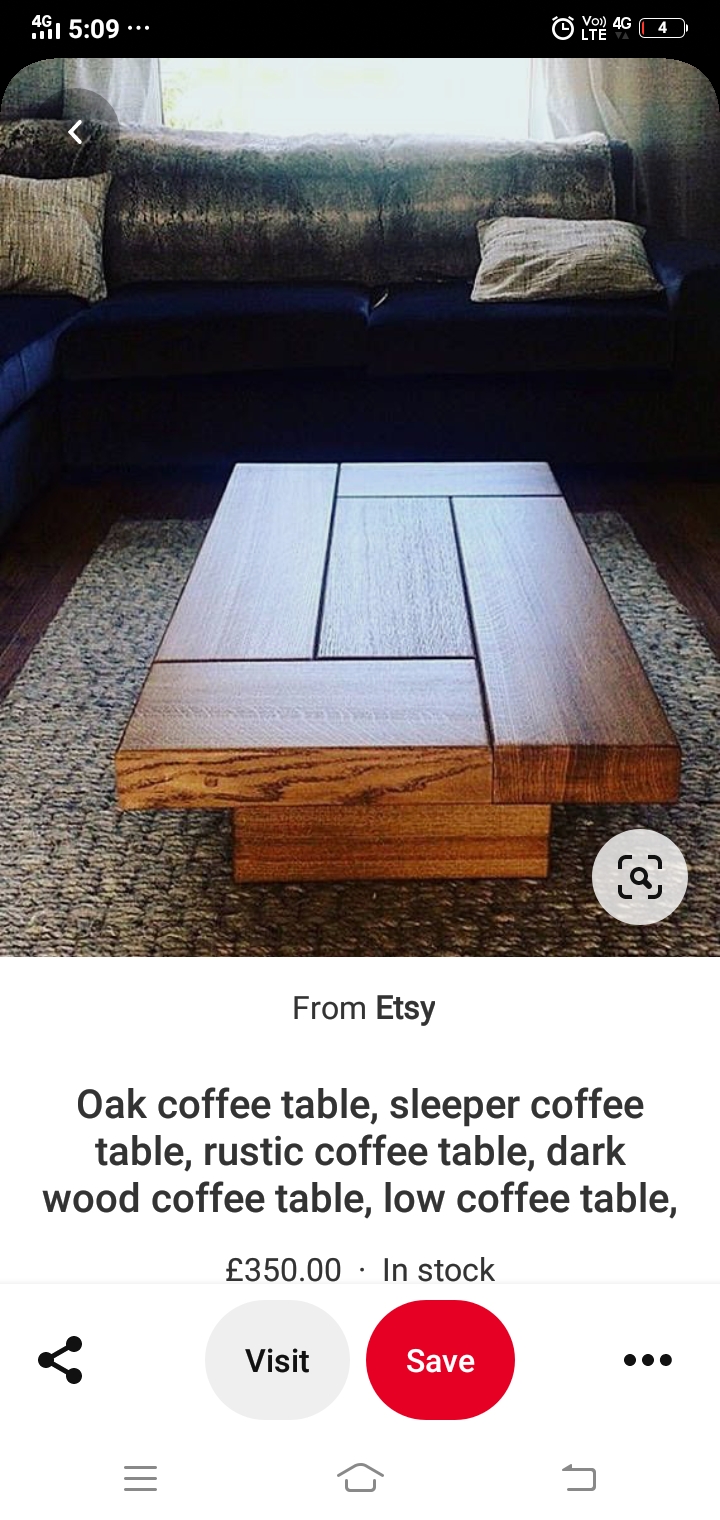 4G 5:09 ... Vo)) LTE 4G 4
From Etsy
Oak coffee table, sleeper coffee
table, rustic coffee table, dark
wood coffee table, low coffee table,
£350.00 · In stock
Visit Save